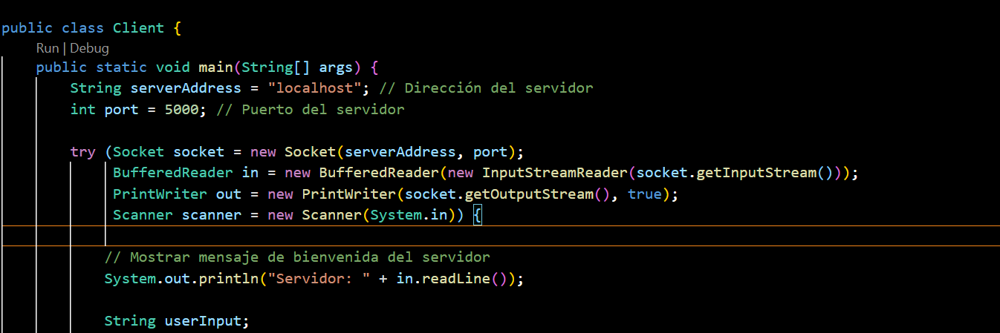 public class Client {
Run | Debug
public static void main(String[] args) {
String serverAddress = "localhost"; // Dirección del servidor
int port = 5000; // Puerto del servidor
try (Socket socket = new Socket(serverAddress, port);
BufferedReader in = new BufferedReader(new InputStreamReader(socket.getInputStream()));
PrintWriter out = new PrintWriter(socket.getOutputStream(), true);
Scanner scanner = new Scanner(System.in)) {
// Mostrar mensaje de bienvenida del servidor
System.out.println("Servidor: " + in.readLine());
String userInput;